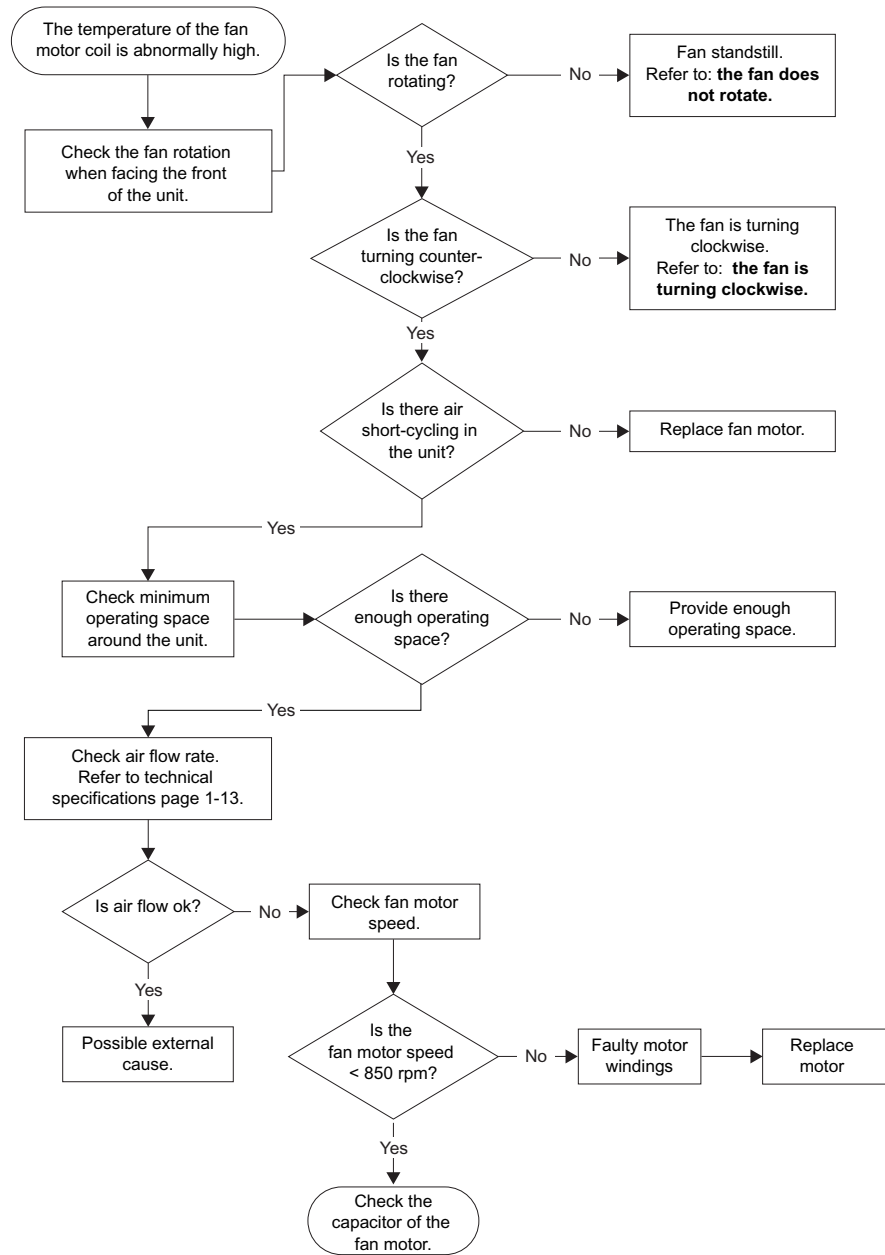 The temperature of the fan
motor coil is abnormally high.
Check the fan rotation
when facing the front
of the unit.
Is the fan
rotating?
No
Fan standstill.
Refer to: the fan does
not rotate.
Yes
Is the fan
turning counter-
clockwise?
No
The fan is turning
clockwise.
Refer to: the fan is
turning clockwise.
Yes
Is there air
short-cycling in
the unit?
No
Replace fan motor.
Yes
Check minimum
operating space
around the unit.
Is there
enough operating
space?
No
Provide enough
operating space.
Yes
Check air flow rate.
Refer to technical
specifications page 1-13.
Is air flow ok?
No
Check fan motor
speed.
Yes
Possible external
cause.
Is the
fan motor speed
< 850 rpm?
No
Faulty motor
windings
Replace
motor
Yes
Check the
capacitor of the
fan motor.